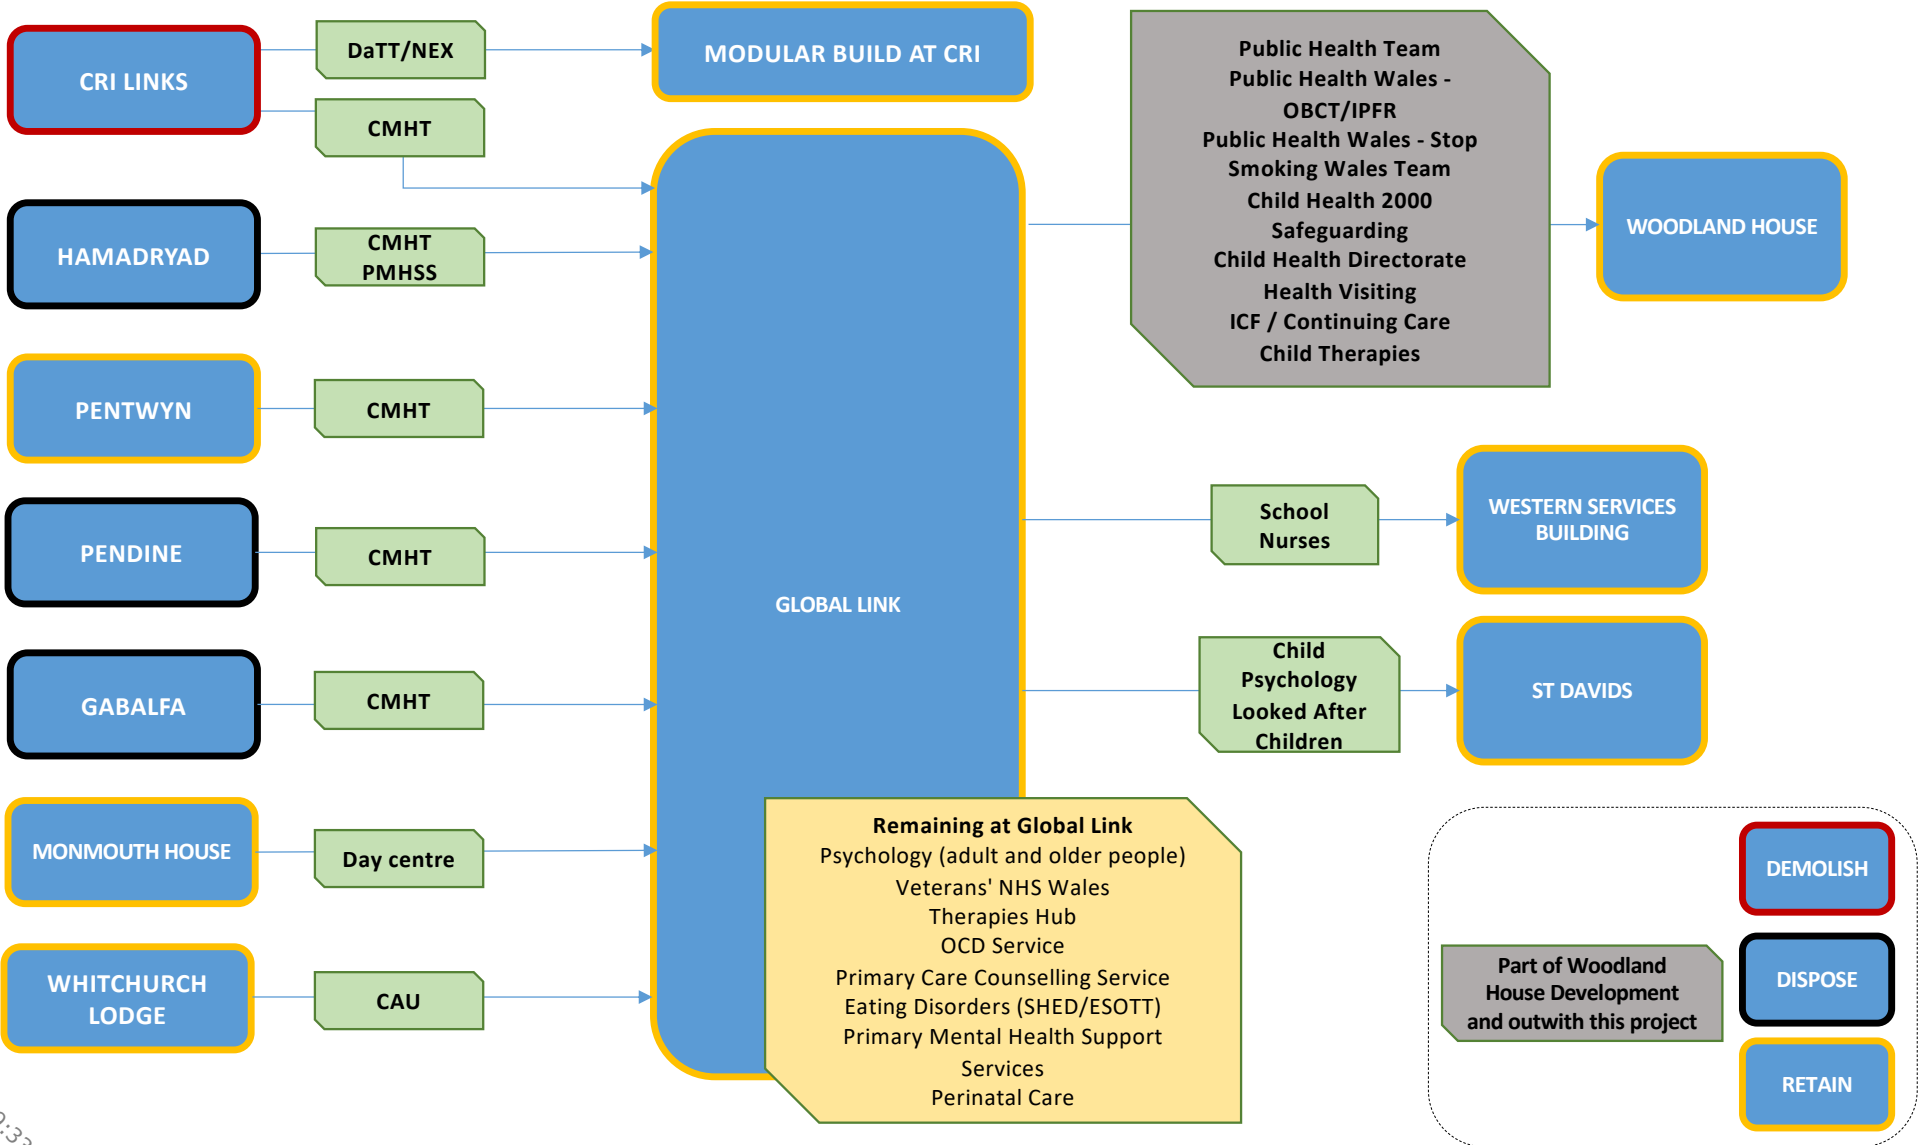 CRI LINKS
DaTT/NEX
MODULAR BUILD AT CRI
CMHT
HAMADRYAD
CMHT
PMHSS
PENTWYN
CMHT
PENDINE
CMHT
GABALFA
CMHT
MONMOUTH HOUSE
Day centre
WHITCHURCH
LODGE
CAU
GLOBAL LINK
Remaining at Global Link
Psychology (adult and older people)
Veterans' NHS Wales
Therapies Hub
OCD Service
Primary Care Counselling Service
Eating Disorders (SHED/ESOTT)
Primary Mental Health Support
Services
Perinatal Care
Public Health Team
Public Health Wales -
OBCT/IPFR
Public Health Wales - Stop
Smoking Wales Team
Child Health 2000
Safeguarding
Child Health Directorate
Health Visiting
ICF / Continuing Care
Child Therapies
WOODLAND HOUSE
School
Nurses
WESTERN SERVICES
BUILDING
Child
Psychology
Looked After
Children
ST DAVIDS
DEMOLISH
Part of Woodland
House Development
and outwith this project
DISPOSE
RETAIN